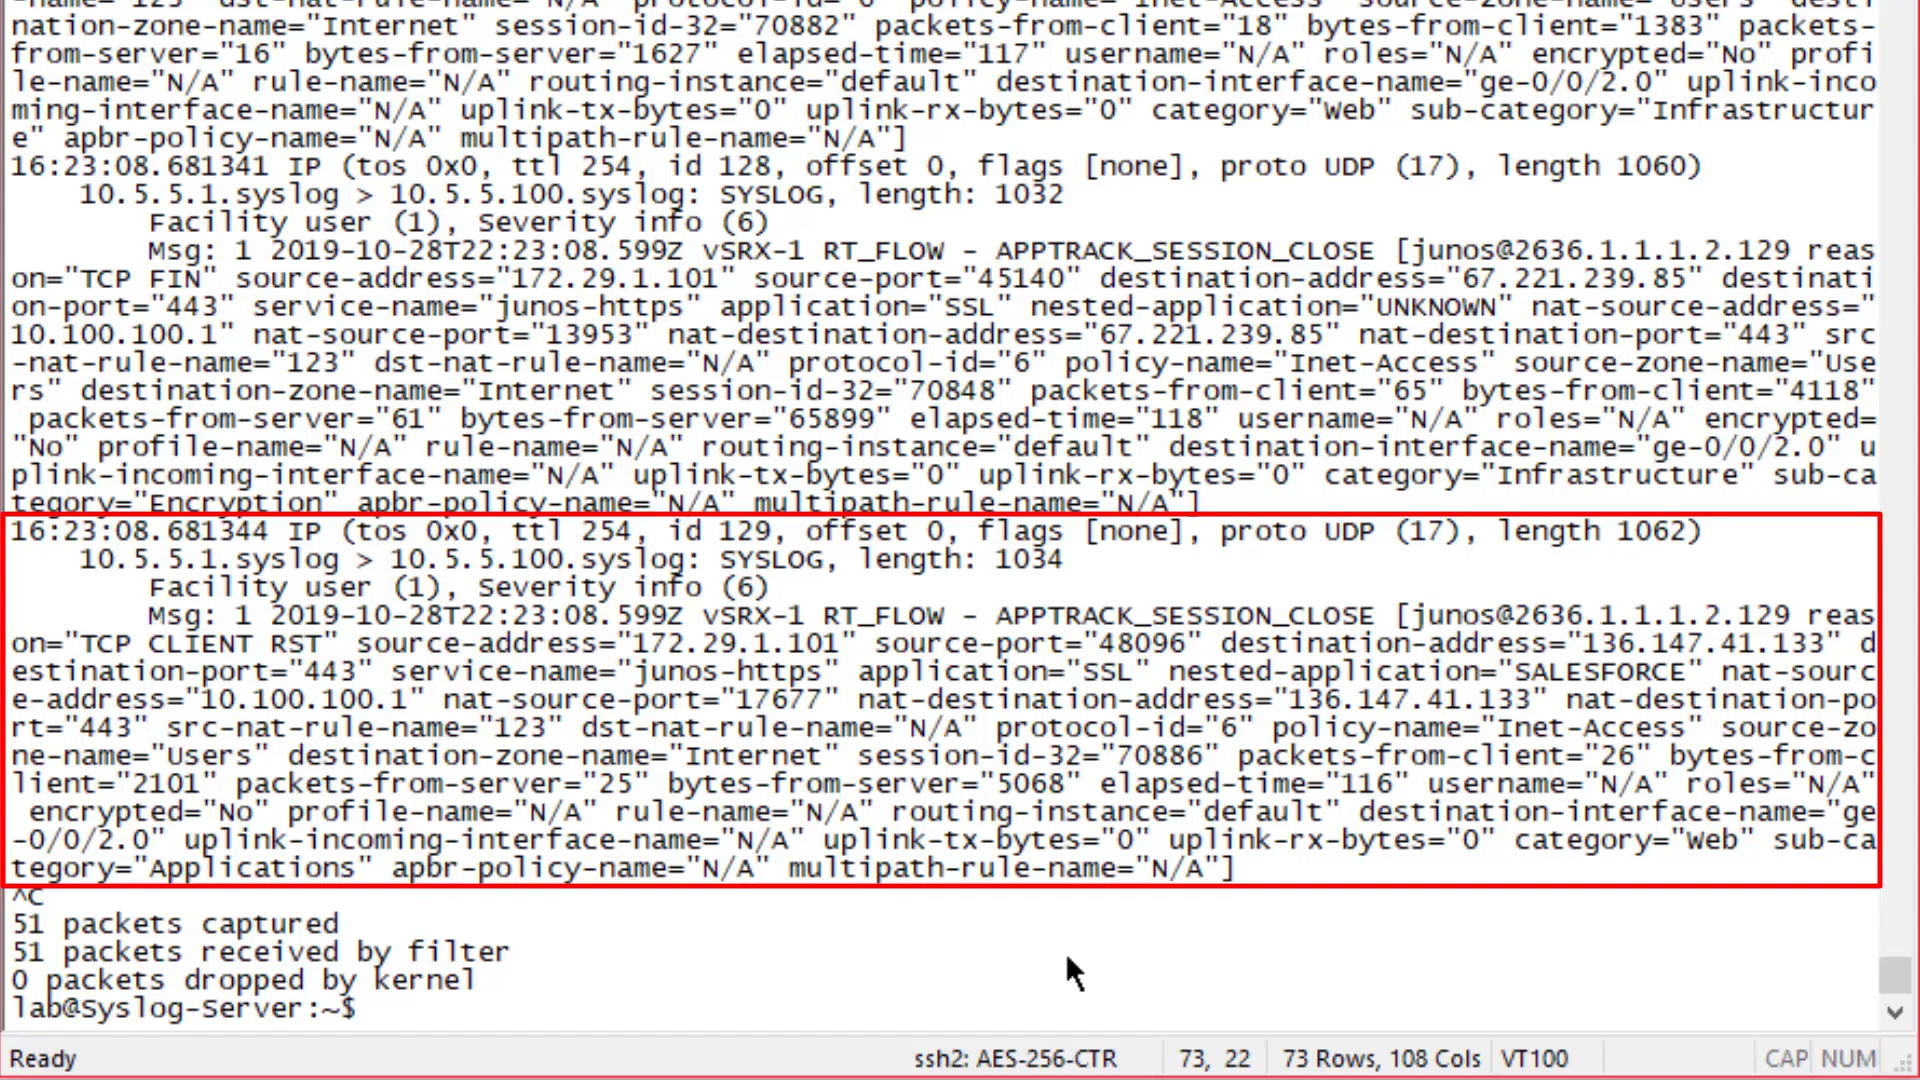 -name="123" dst-nat-rule-name="N/A" protocol-id="6" policy-name="Inet-Access" source-zone-name="Users" desti
nation-zone-name="Internet" session-id-32="70882" packets-from-client="18" bytes-from-client="1383" packets-
from-server="16" bytes-from-server="1627" elapsed-time="117" username="N/A" roles="N/A" encrypted="No" profi
le-name="N/A" rule-name="N/A" routing-instance="default" destination-interface-name="ge-0/0/2.0" uplink-inco
ming-interface-name="N/A" uplink-tx-bytes="0" uplink-rx-bytes="0" category="Web" sub-category="Infrastructur
e" apbr-policy-name="N/A" multipath-rule-name="N/A"]
16:23:08.681341 IP (tos 0x0, ttl 254, id 128, offset 0, flags [none], proto UDP (17), length 1060)
    10.5.5.1.syslog > 10.5.5.100.syslog: SYSLOG, length: 1032
        Facility user (1), Severity info (6)
        Msg: 1 2019-10-28T22:23:08.599Z vSRX-1 RT_FLOW - APPTRACK_SESSION_CLOSE [junos@2636.1.1.1.2.129 reas
on="TCP FIN" source-address="172.29.1.101" source-port="45140" destination-address="67.221.239.85" destinati
on-port="443" service-name="junos-https" application="SSL" nested-application="UNKNOWN" nat-source-address="
10.100.100.1" nat-source-port="13953" nat-destination-address="67.221.239.85" nat-destination-port="443" src
-nat-rule-name="123" dst-nat-rule-name="N/A" protocol-id="6" policy-name="Inet-Access" source-zone-name="Use
rs" destination-zone-name="Internet" session-id-32="70848" packets-from-client="65" bytes-from-client="4118"
 packets-from-server="61" bytes-from-server="65899" elapsed-time="118" username="N/A" roles="N/A" encrypted=
"No" profile-name="N/A" rule-name="N/A" routing-instance="default" destination-interface-name="ge-0/0/2.0" u
plink-incoming-interface-name="N/A" uplink-tx-bytes="0" uplink-rx-bytes="0" category="Infrastructure" sub-ca
tegory="Encryption" apbr-policy-name="N/A" multipath-rule-name="N/A"]
16:23:08.681344 IP (tos 0x0, ttl 254, id 129, offset 0, flags [none], proto UDP (17), length 1062)
    10.5.5.1.syslog > 10.5.5.100.syslog: SYSLOG, length: 1034
        Facility user (1), Severity info (6)
        Msg: 1 2019-10-28T22:23:08.599Z vSRX-1 RT_FLOW - APPTRACK_SESSION_CLOSE [junos@2636.1.1.1.2.129 reas
on="TCP CLIENT RST" source-address="172.29.1.101" source-port="48096" destination-address="136.147.41.133" d
estination-port="443" service-name="junos-https" application="SSL" nested-application="SALESFORCE" nat-sourc
e-address="10.100.100.1" nat-source-port="17677" nat-destination-address="136.147.41.133" nat-destination-po
rt="443" src-nat-rule-name="123" dst-nat-rule-name="N/A" protocol-id="6" policy-name="Inet-Access" source-zo
ne-name="Users" destination-zone-name="Internet" session-id-32="70886" packets-from-client="26" bytes-from-c
lient="2101" packets-from-server="25" bytes-from-server="5068" elapsed-time="116" username="N/A" roles="N/A"
 encrypted="No" profile-name="N/A" rule-name="N/A" routing-instance="default" destination-interface-name="ge
-0/0/2.0" uplink-incoming-interface-name="N/A" uplink-tx-bytes="0" uplink-rx-bytes="0" category="Web" sub-ca
tegory="Applications" apbr-policy-name="N/A" multipath-rule-name="N/A"]
^C
51 packets captured
51 packets received by filter
0 packets dropped by kernel
lab@Syslog-Server:~$
Ready ssh2: AES-256-CTR 73, 22 73 Rows, 108 Cols VT100 CAP NUM